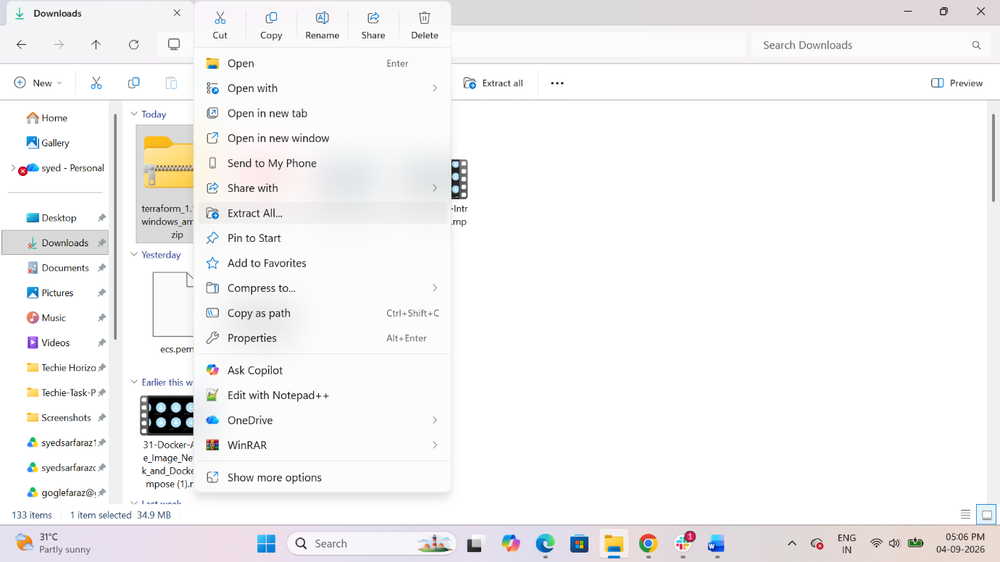 Downloads
Cut
Copy
Rename
Share
Delete
Search Downloads
New
Extract all
Preview
Open Enter
Open with
Open in new tab
Open in new window
Send to My Phone
Share with
Extract All...
Pin to Start
Add to Favorites
Compress to...
Copy as path Ctrl+Shift+C
Properties Alt+Enter
Ask Copilot
Edit with Notepad++
OneDrive
WinRAR
Show more options
Home
Gallery
syed - Personal
Desktop
Downloads
Documents
Pictures
Music
Videos
Techie Horizo
Techie-Task-P
Screenshots
syedsarfaraz1
syedsarfarazc
goglefaraz@g
Today
terraform_1.
windows_am
zip
-Intr
.mp
Yesterday
ecs.pem
Earlier this w
31-Docker-A
e_Image_Ne
k_and_Docke
mpose (1).r
Last week
133 items 1 item selected 34.9 MB
31°C
Partly sunny
Search
1
ENG
IN
05:06 PM
04-09-2026